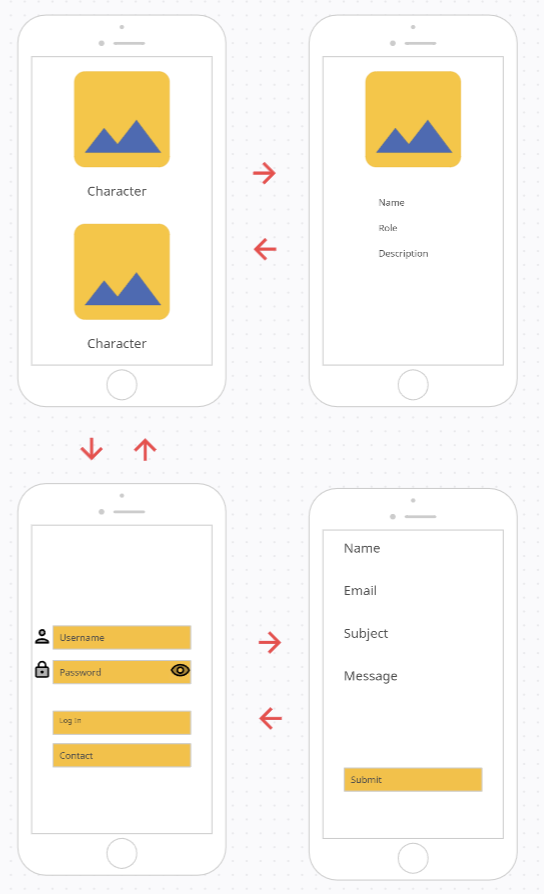 Character
Character
Name
Role
Description
Username
Password
Log In
Contact
Name
Email
Subject
Message
Submit